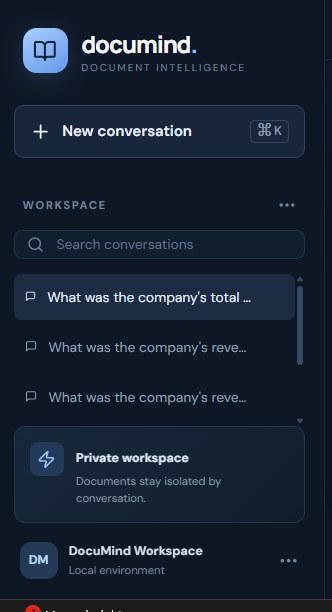 documind.
DOCUMENT INTELLIGENCE
New conversation ⌘K
WORKSPACE
Search conversations
What was the company's total ...
What was the company's reve...
What was the company's reve...
Private workspace
Documents stay isolated by
conversation.
DM DocuMind Workspace
Local environment